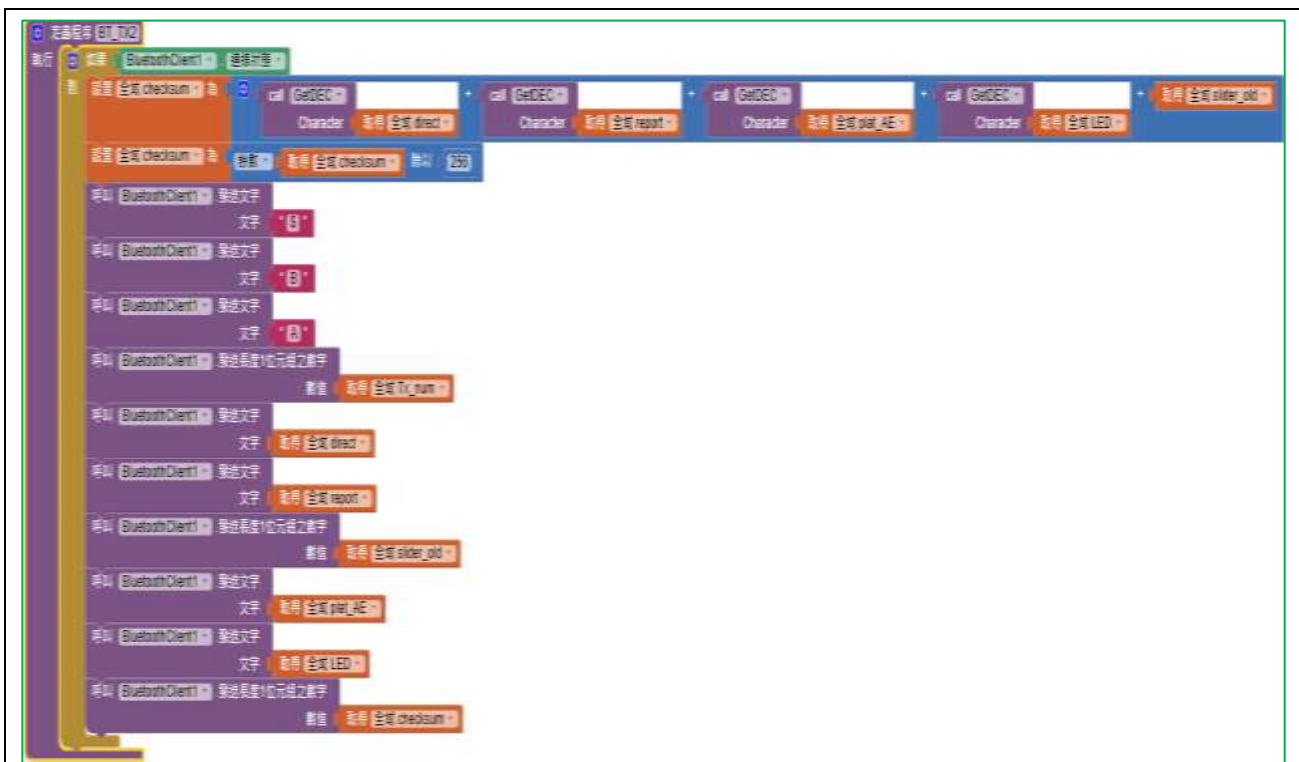 定義程序 BT_TX2
執行 如果 BluetoothClient1 . 連接狀態
則 設置 全域 checksum 為 call GetDEC + call GetDEC + call GetDEC + call GetDEC + 取得 全域 slider_old
Character 取得 全域 direct Character 取得 全域 report Character 取得 全域 plat_AE Character 取得 全域 LED
設置 全域 checksum 為 取得 全域 checksum 除以 256
呼叫 BluetoothClient1 .發送文字
文字
呼叫 BluetoothClient1 .發送文字
文字
呼叫 BluetoothClient1 .發送文字
文字
呼叫 BluetoothClient1 .發送長度1位元組之數字
數值 取得 全域 Tx_num
呼叫 BluetoothClient1 .發送文字
文字 取得 全域 direct
呼叫 BluetoothClient1 .發送文字
文字 取得 全域 report
呼叫 BluetoothClient1 .發送長度1位元組之數字
數值 取得 全域 slider_old
呼叫 BluetoothClient1 .發送文字
文字 取得 全域 plat_AE
呼叫 BluetoothClient1 .發送文字
文字 取得 全域 LED
呼叫 BluetoothClient1 .發送長度1位元組之數字
數值 取得 全域 checksum